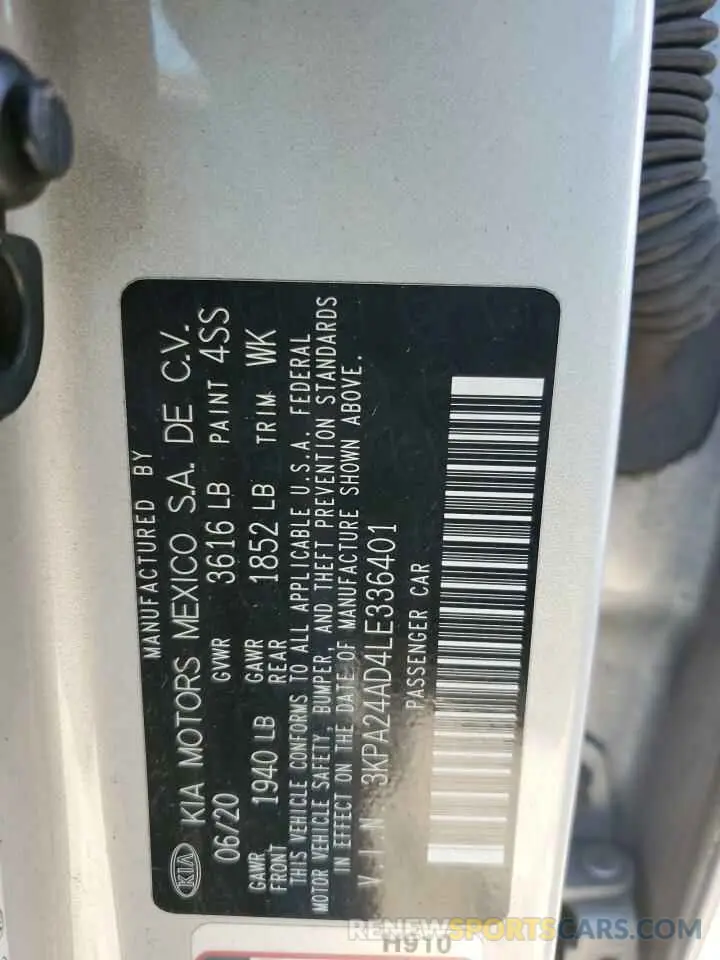 MANUFACTURED BY
KIA KIA MOTORS MEXICO S.A. DE C.V.
06/20 GVWR 3616 LB PAINT 4SS
GAWR FRONT 1940 LB GAWR REAR 1852 LB TRIM WK
THIS VEHICLE CONFORMS TO ALL APPLICABLE U.S.A. FEDERAL
MOTOR VEHICLE SAFETY, BUMPER, AND THEFT PREVENTION STANDARDS
IN EFFECT ON THE DATE OF MANUFACTURE SHOWN ABOVE.
V.I.N. : 3KPA24AD4LE336401
PASSENGER CAR
H910
RENEWSPORTSCARS.COM